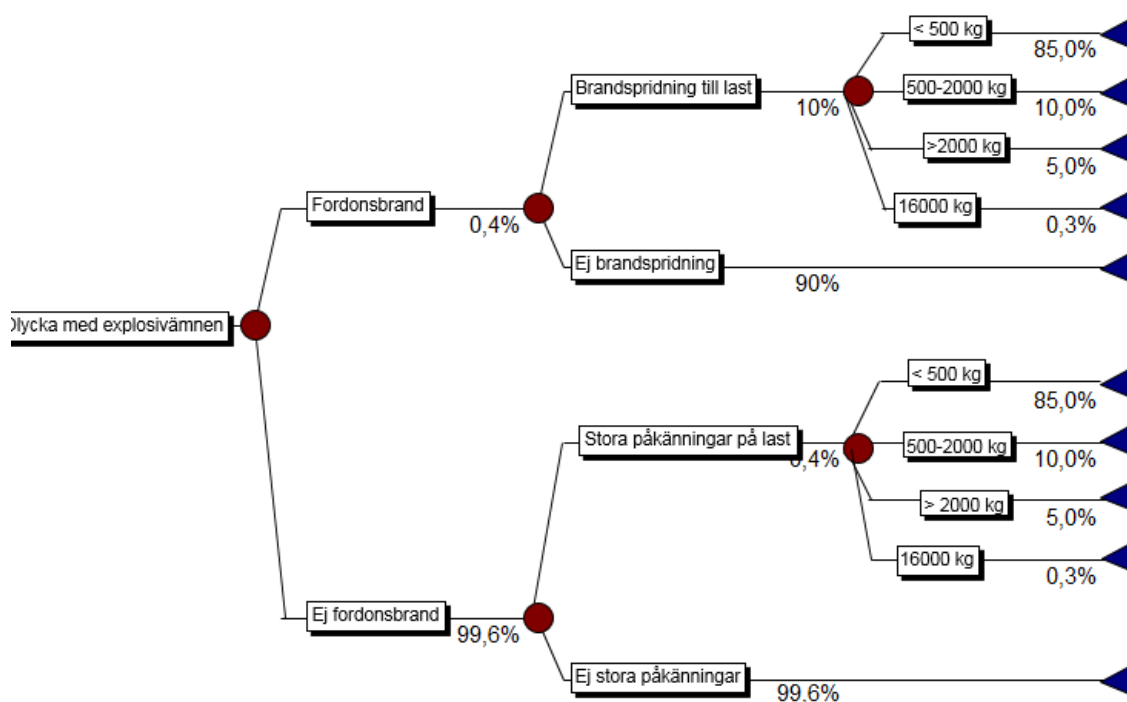 < 500 kg
85,0%
Brandspridning till last
10%
500-2000 kg
10,0%
>2000 kg
5,0%
Fordonsbrand
0,4%
16000 kg
0,3%
Ej brandspridning
90%
med explosivämnen
< 500 kg
85,0%
Stora påkänningar på last
0,4%
500-2000 kg
10,0%
> 2000 kg
5,0%
16000 kg
0,3%
Ej fordonsbrand
99,6%
Ej stora påkänningar
99.6%